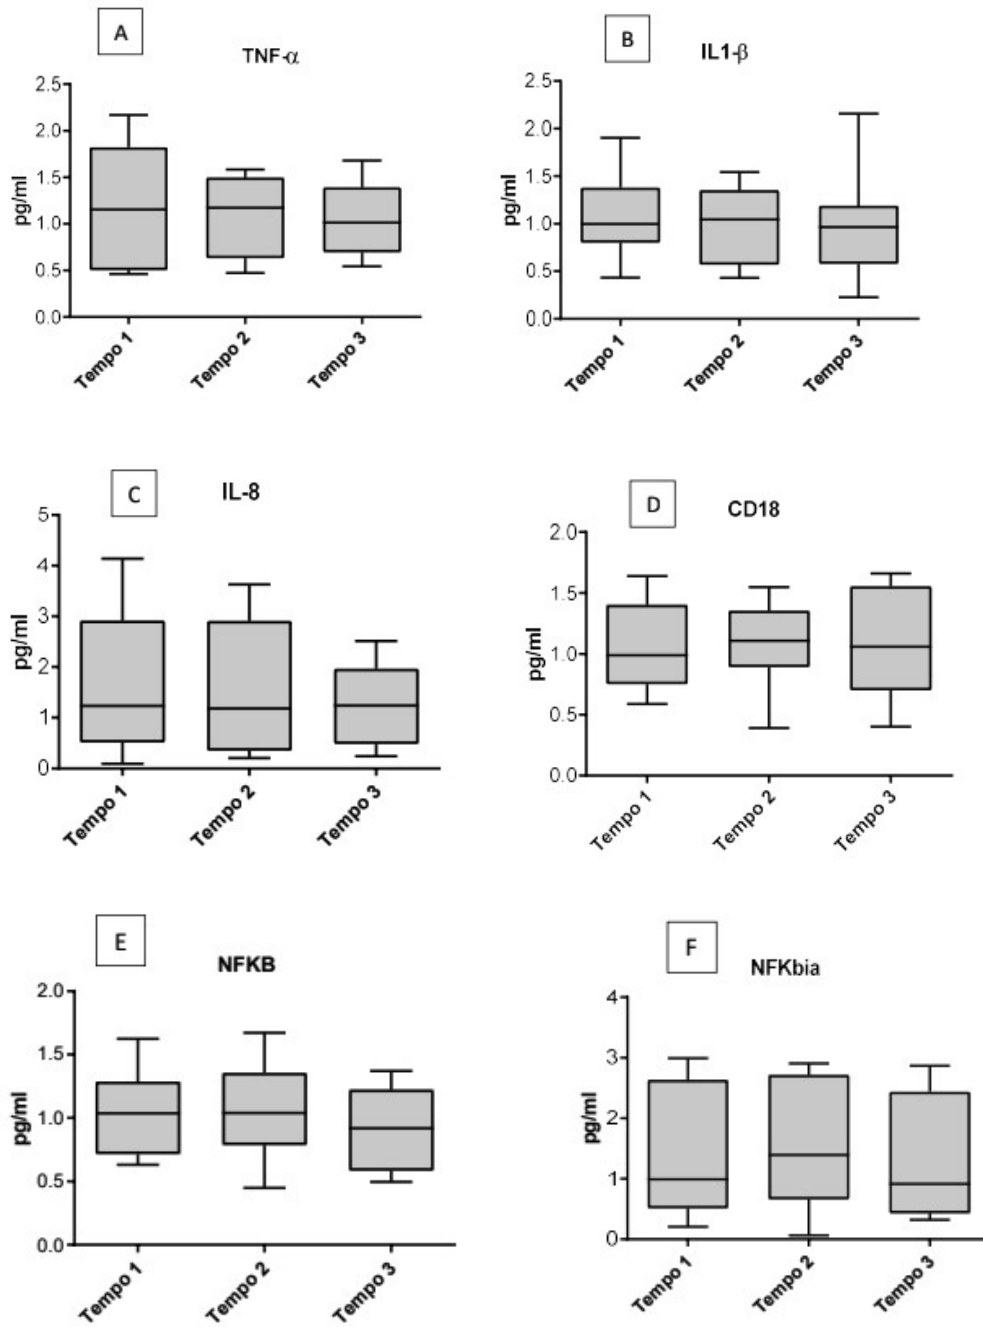 A
TNF-α
2.5
2.0
1.5
1.0
0.5
0.0
pg/ml
Tempo 1
Tempo 2
Tempo 3
B
IL1-β
2.5
2.0
1.5
1.0
0.5
0.0
pg/ml
Tempo 1
Tempo 2
Tempo 3
C
IL-8
5
4
3
2
1
0
pg/ml
Tempo 1
Tempo 2
Tempo 3
D
CD18
2.0
1.5
1.0
0.5
0.0
pg/ml
Tempo 1
Tempo 2
Tempo 3
E
NFKB
2.0
1.5
1.0
0.5
0.0
pg/ml
Tempo 1
Tempo 2
Tempo 3
F
NFKbia
4
3
2
1
0
pg/ml
Tempo 1
Tempo 2
Tempo 3